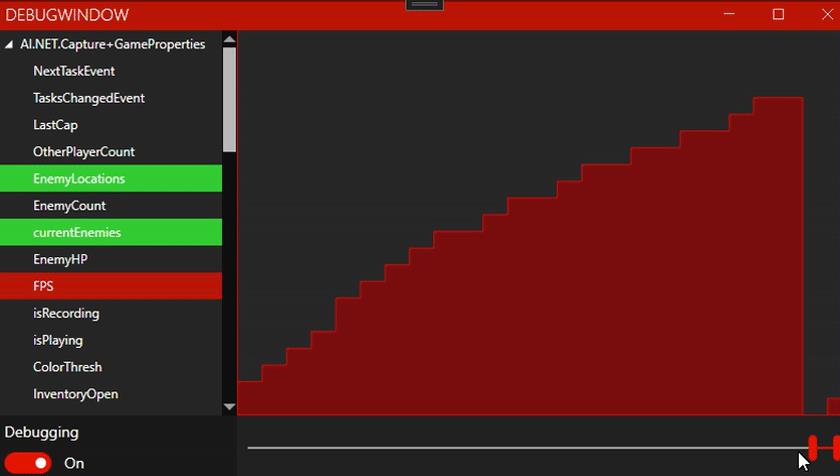 DEBUGWINDOW
AI.NET.Capture+GameProperties
NextTaskEvent
TasksChangedEvent
LastCap
OtherPlayerCount
EnemyLocations
EnemyCount
currentEnemies
EnemyHP
FPS
isRecording
isPlaying
ColorThresh
InventoryOpen
Debugging
On